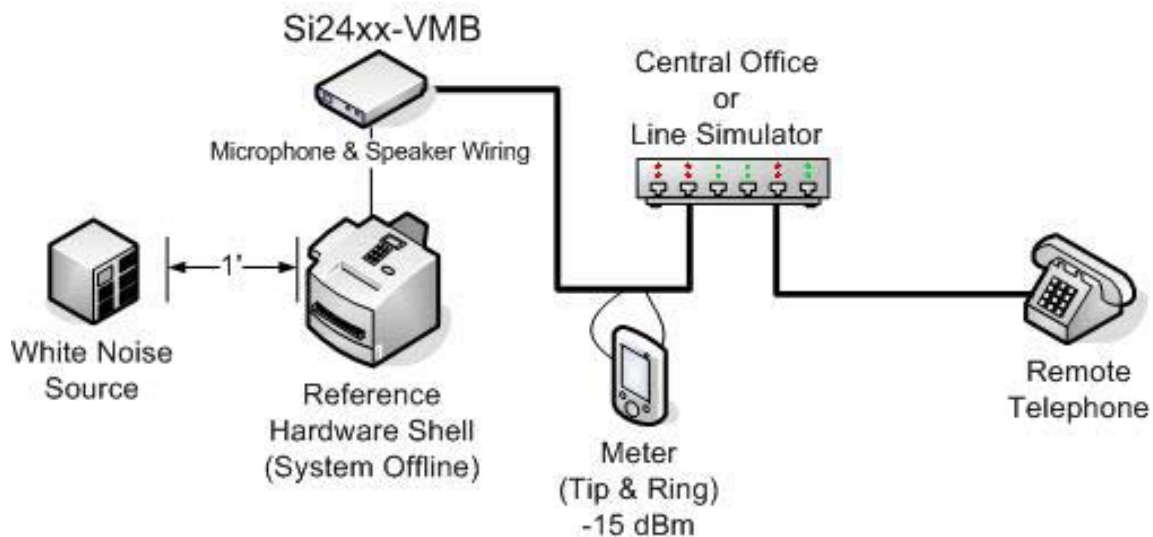 Si24xx-VMB
Central Office
or
Line Simulator
Microphone & Speaker Wiring
1'
White Noise
Source
Reference
Hardware Shell
(System Offline)
Meter
(Tip & Ring)
-15 dBm
Remote
Telephone